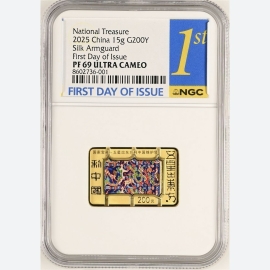 National Treasure
2025 China 15g G200Y
Silk Armguard
First Day of Issue
PF 69 ULTRA CAMEO
8602736-001
1st
FIRST DAY OF ISSUE
NGC
200元